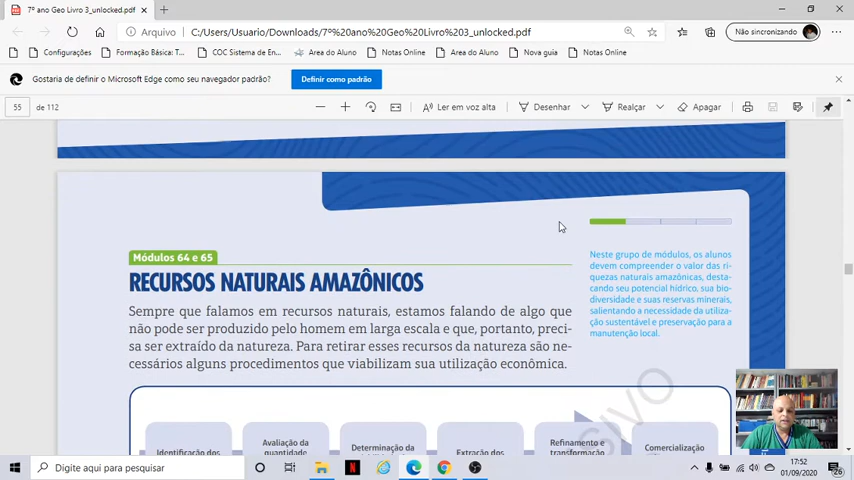 7º ano Geo Livro 3_unlocked.pdf
Arquivo
C:/Users/Usuario/Downloads/7º%20ano%20Geo%20Livro%203_unlocked.pdf
Não sincronizando
Configurações
Formação Básica: T...
COC Sistema de En...
Area do Aluno
Notas Online
Area do Aluno
Nova guia
Notas Online
Gostaria de definir o Microsoft Edge como seu navegador padrão?
Definir como padrão
55
de 112
Ler em voz alta
Desenhar
Realçar
Apagar
Módulos 64 e 65
RECURSOS NATURAIS AMAZÔNICOS
Sempre que falamos em recursos naturais, estamos falando de algo que
não pode ser produzido pelo homem em larga escala e que, portanto, preci-
sa ser extraído da natureza. Para retirar esses recursos da natureza são ne-
cessários alguns procedimentos que viabilizam sua utilização econômica.
Neste grupo de módulos, os alunos
devem compreender o valor das ri-
quezas naturais amazônicas, desta-
cando seu potencial hídrico, sua bio-
diversidade e suas reservas minerais,
salientando a necessidade da utiliza-
ção sustentável e preservação para a
manutenção local.
Identificação dos
Avaliação da
quantidade
Determinação da
Extração dos
Refinamento e
transformação
Comercialização
SIVO
Digite aqui para pesquisar
17:52
01/09/2020
26